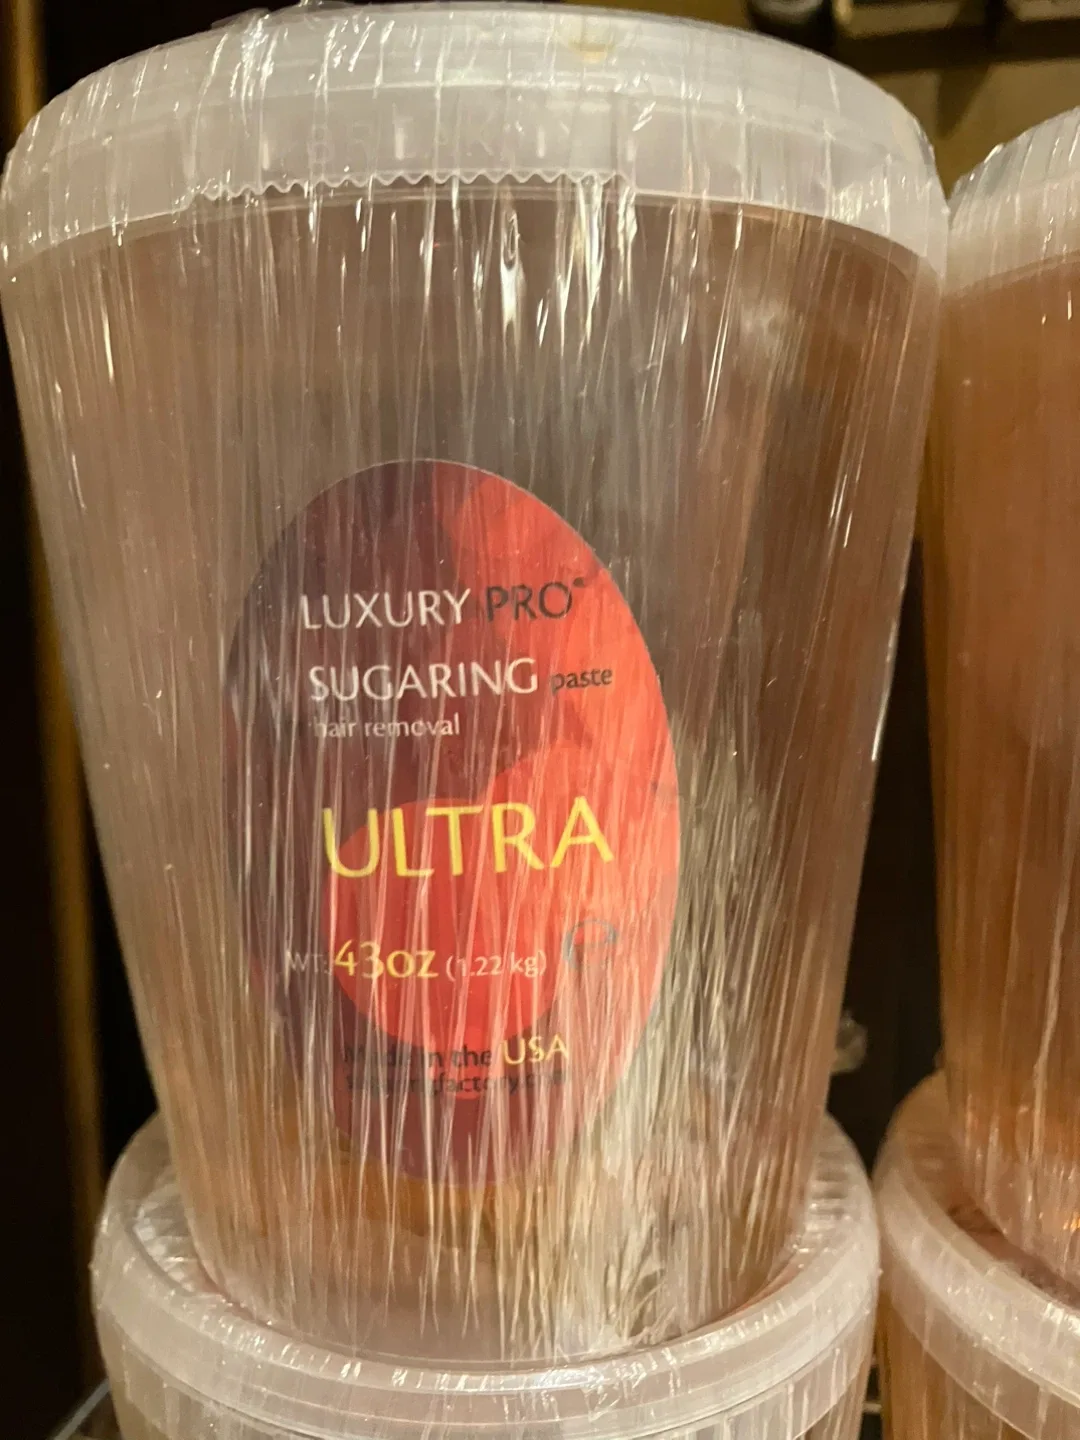 LUXURY PRO
SUGARING paste
hair removal
ULTRA
WT. 43oz (1.22 kg)
Made in the USA